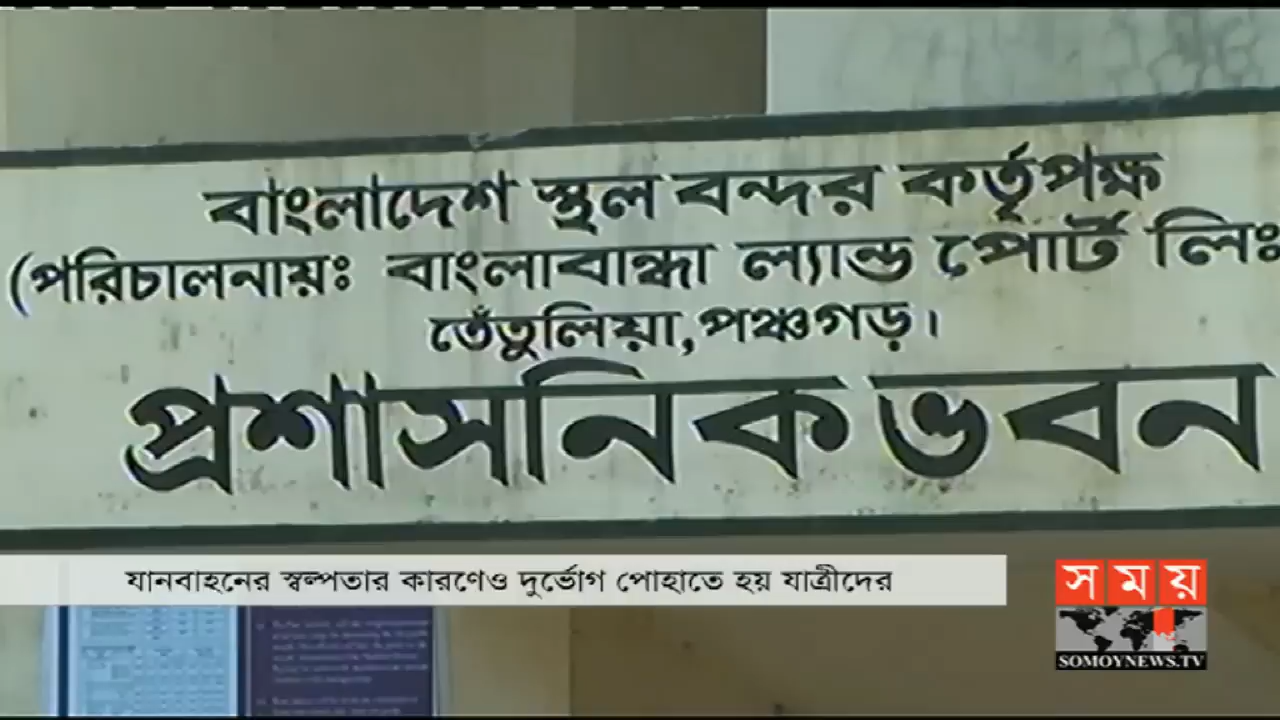 বাংলাদেশ স্থল বন্দর কর্তৃপক্ষ
(পরিচালনায়ঃ বাংলাবান্ধা ল্যান্ড পোর্ট লিঃ
তেঁতুলিয়া, পঞ্চগড়।
প্রশাসনিক ভবন
যানবাহনের স্বল্পতার কারণেও দুর্ভোগ পোহাতে হয় যাত্রীদের
সময়
SOMOYNEWS.TV